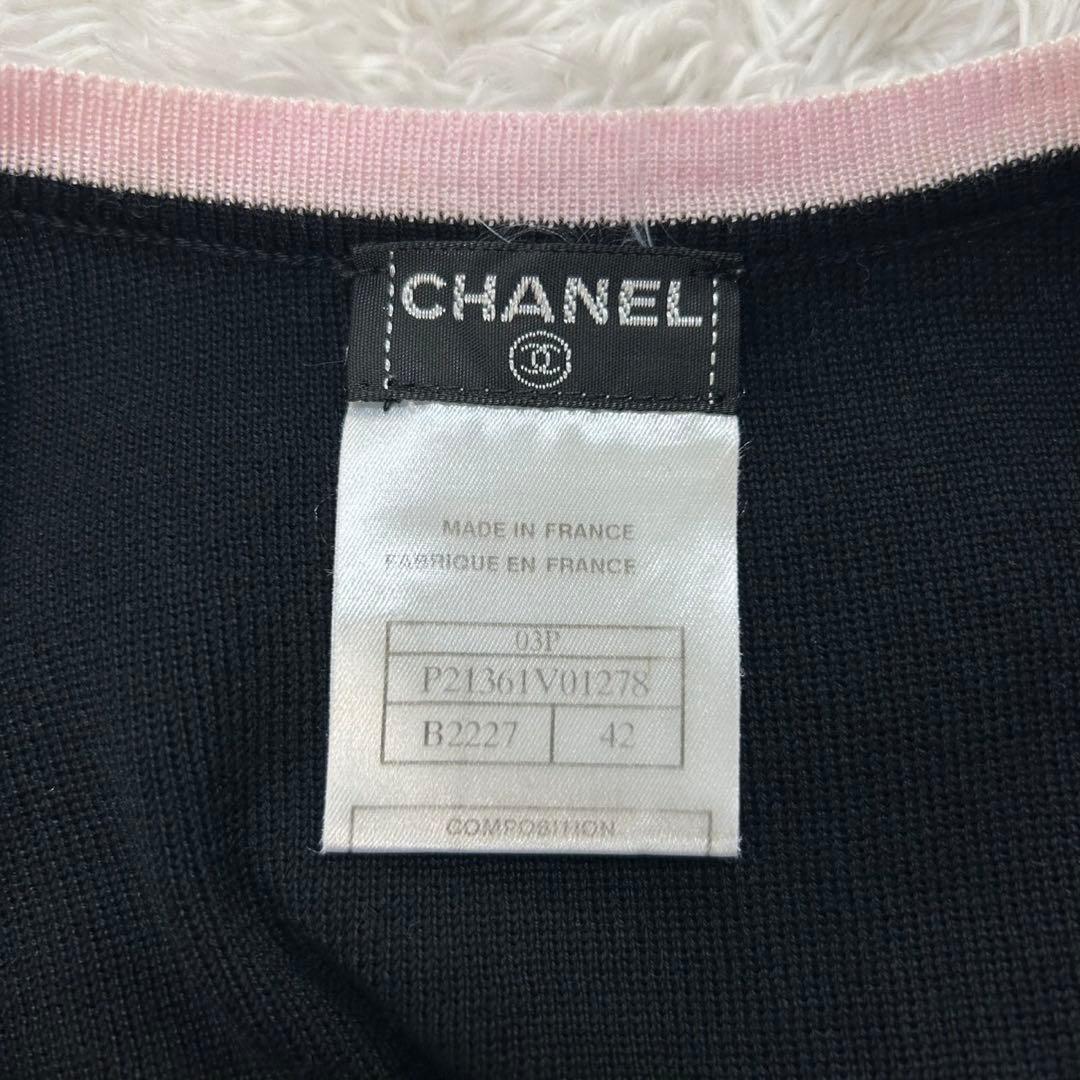 CHANEL
MADE IN FRANCE
FABRIQUE EN FRANCE
03P
P21361V01278
B2227 42
COMPOSITION